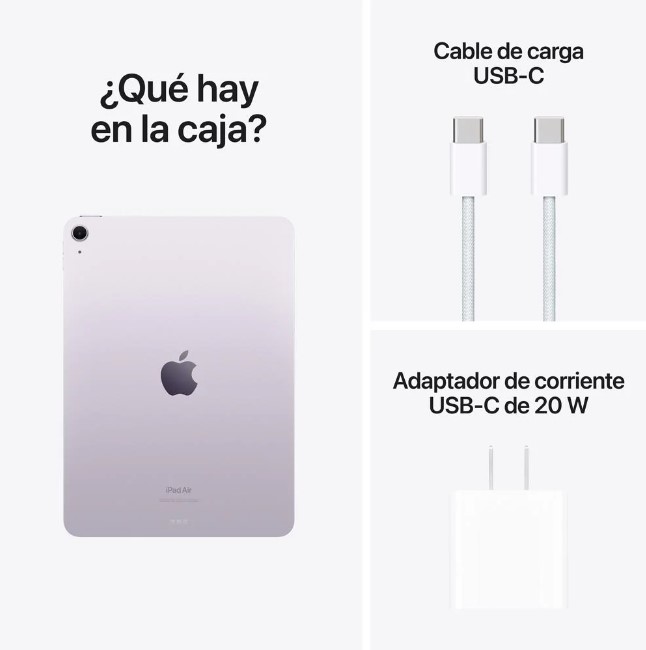 ¿Qué hay
en la caja?
iPad Air
Cable de carga
USB-C
Adaptador de corriente
USB-C de 20 W